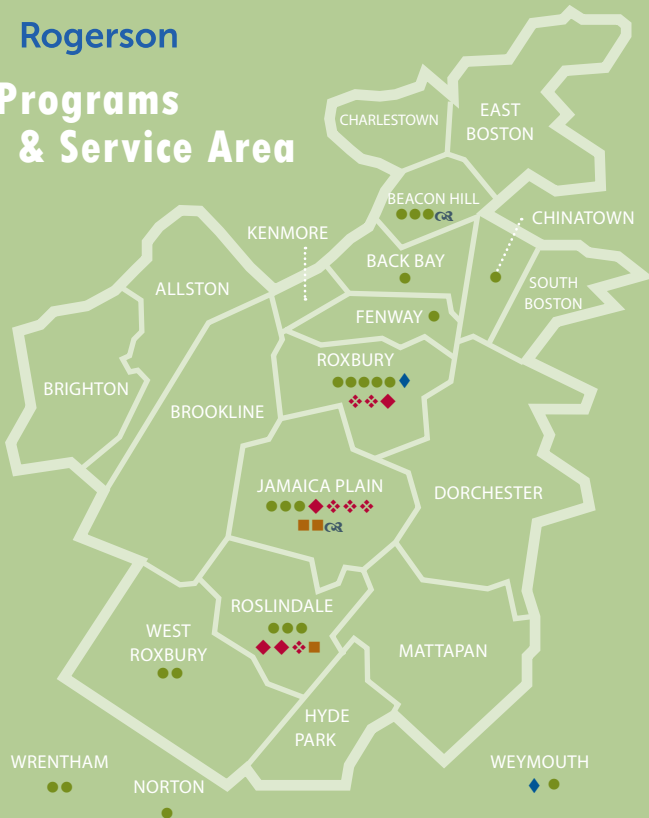 Rogerson
Programs
& Service Area
CHARLESTOWN
EAST
BOSTON
BEACON HILL
CHINATOWN
KENMORE
BACK BAY
SOUTH
BOSTON
ALLSTON
FENWAY
ROXBURY
BRIGHTON
BROOKLINE
JAMAICA PLAIN
DORCHESTER
ROSLINDALE
WEST
ROXBURY
MATTAPAN
HYDE
PARK
WRENTHAM
NORTON
WEYMOUTH